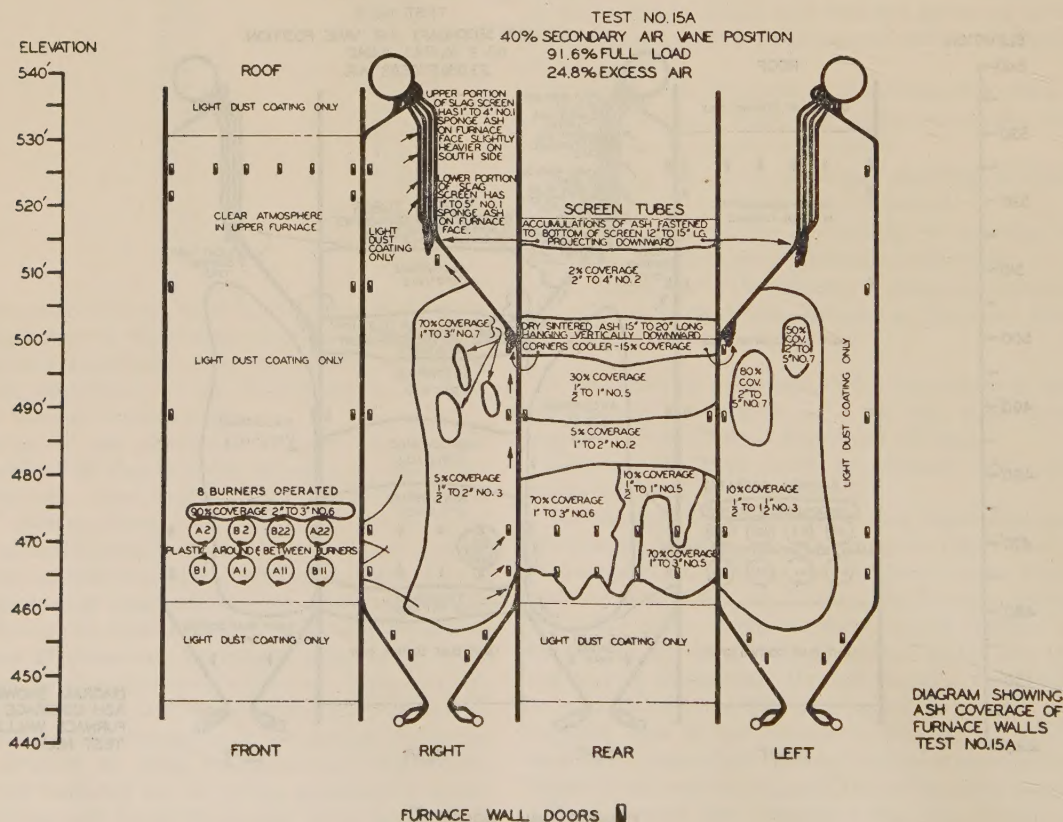 TEST NO. 15A
40% SECONDARY AIR VANE POSITION
91.6% FULL LOAD
24.8% EXCESS AIR
ELEVATION
540'
530'
520'
510'
500'
490'
480'
470'
460'
450'
440'
ROOF
LIGHT DUST COATING ONLY
CLEAR ATMOSPHERE
IN UPPER FURNACE
LIGHT DUST COATING ONLY
8 BURNERS OPERATED
90% COVERAGE 2" TO 3" NO.6
A2 B2 B22 A22
PLASTIC AROUND & BETWEEN BURNERS
B1 A1 A11 B11
LIGHT DUST COATING ONLY
FRONT
UPPER PORTION
OF SLAG SCREEN
HAS 1" TO 4" NO.1
SPONGE ASH
ON FURNACE
FACE SLIGHTLY
HEAVIER ON
SOUTH SIDE
LOWER PORTION
OF SLAG
SCREEN HAS
1" TO 5" NO.1
SPONGE ASH
ON FURNACE
FACE.
LIGHT
DUST
COATING
ONLY
70% COVERAGE
1" TO 3" NO.7
5% COVERAGE
1/2" TO 2" NO.3
RIGHT
SCREEN TUBES
ACCUMULATIONS OF ASH FASTENED
TO BOTTOM OF SCREEN 12" TO 15" LG.
PROJECTING DOWNWARD
2% COVERAGE
2" TO 4" NO.2
DRY SINTERED ASH 15" TO 20" LONG
HANGING VERTICALLY DOWNWARD
CORNERS COOLER -15% COVERAGE
30% COVERAGE
1/2" TO 1" NO.5
5% COVERAGE
1" TO 2" NO.2
70% COVERAGE
1" TO 3" NO.6
10% COVERAGE
1/2" TO 1" NO.5
70% COVERAGE
1" TO 3" NO.5
LIGHT DUST COATING ONLY
REAR
50%
COV.
2" TO
5" NO.7
80%
COV.
2" TO
5" NO.7
10% COVERAGE
1/2" TO 1 1/2" NO.3
LIGHT DUST COATING ONLY
LEFT
DIAGRAM SHOWING
ASH COVERAGE OF
FURNACE WALLS
TEST NO.15A
FURNACE WALL DOORS